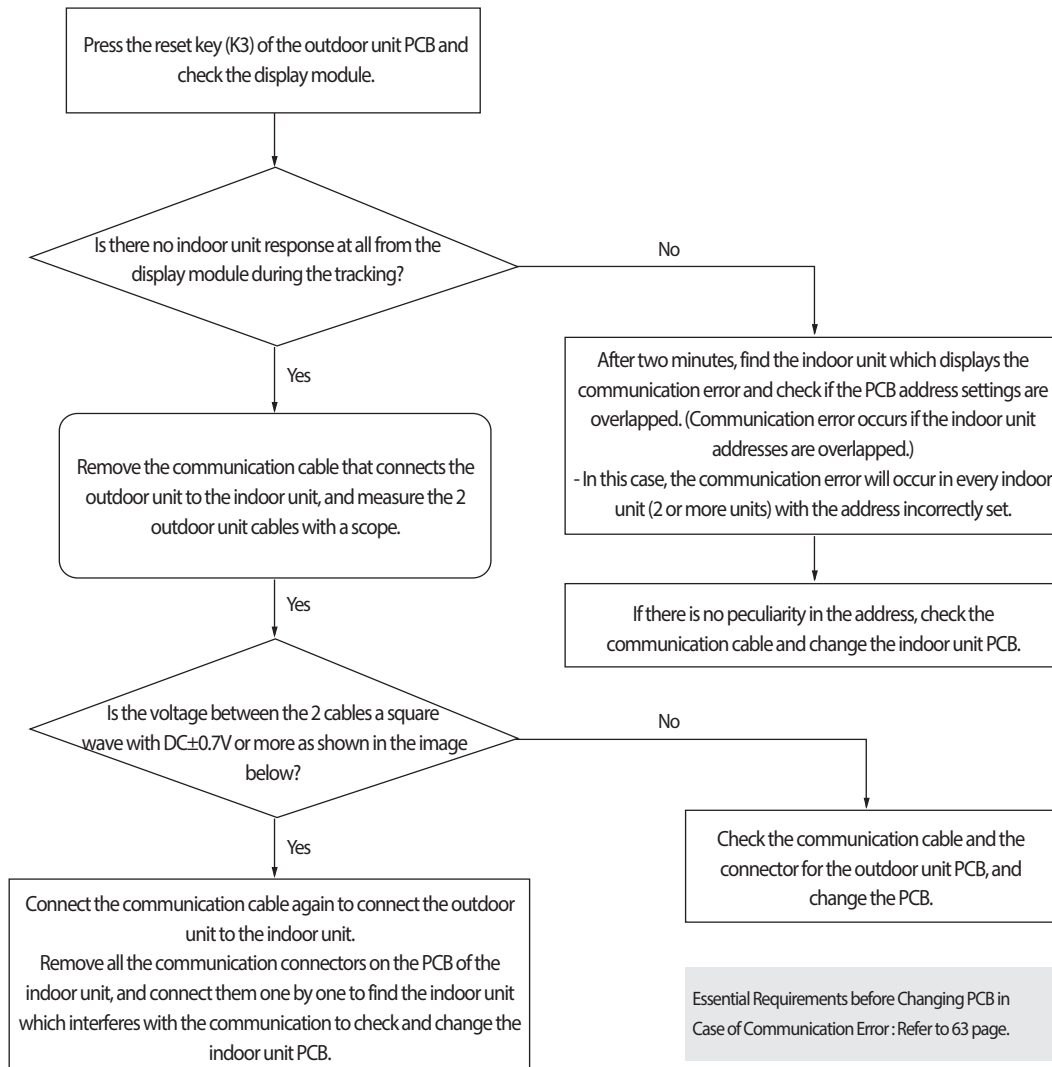 Press the reset key (K3) of the outdoor unit PCB and
check the display module.
Is there no indoor unit response at all from the
display module during the tracking?
No
Yes
After two minutes, find the indoor unit which displays the
communication error and check if the PCB address settings are
overlapped. (Communication error occurs if the indoor unit
addresses are overlapped.)
- In this case, the communication error will occur in every indoor
unit (2 or more units) with the address incorrectly set.
Remove the communication cable that connects the
outdoor unit to the indoor unit, and measure the 2
outdoor unit cables with a scope.
Yes
If there is no peculiarity in the address, check the
communication cable and change the indoor unit PCB.
Is the voltage between the 2 cables a square
wave with DC±0.7V or more as shown in the image
below?
No
Yes
Check the communication cable and the
connector for the outdoor unit PCB, and
change the PCB.
Connect the communication cable again to connect the outdoor
unit to the indoor unit.
Remove all the communication connectors on the PCB of the
indoor unit, and connect them one by one to find the indoor unit
which interferes with the communication to check and change the
indoor unit PCB.
Essential Requirements before Changing PCB in
Case of Communication Error : Refer to 63 page.